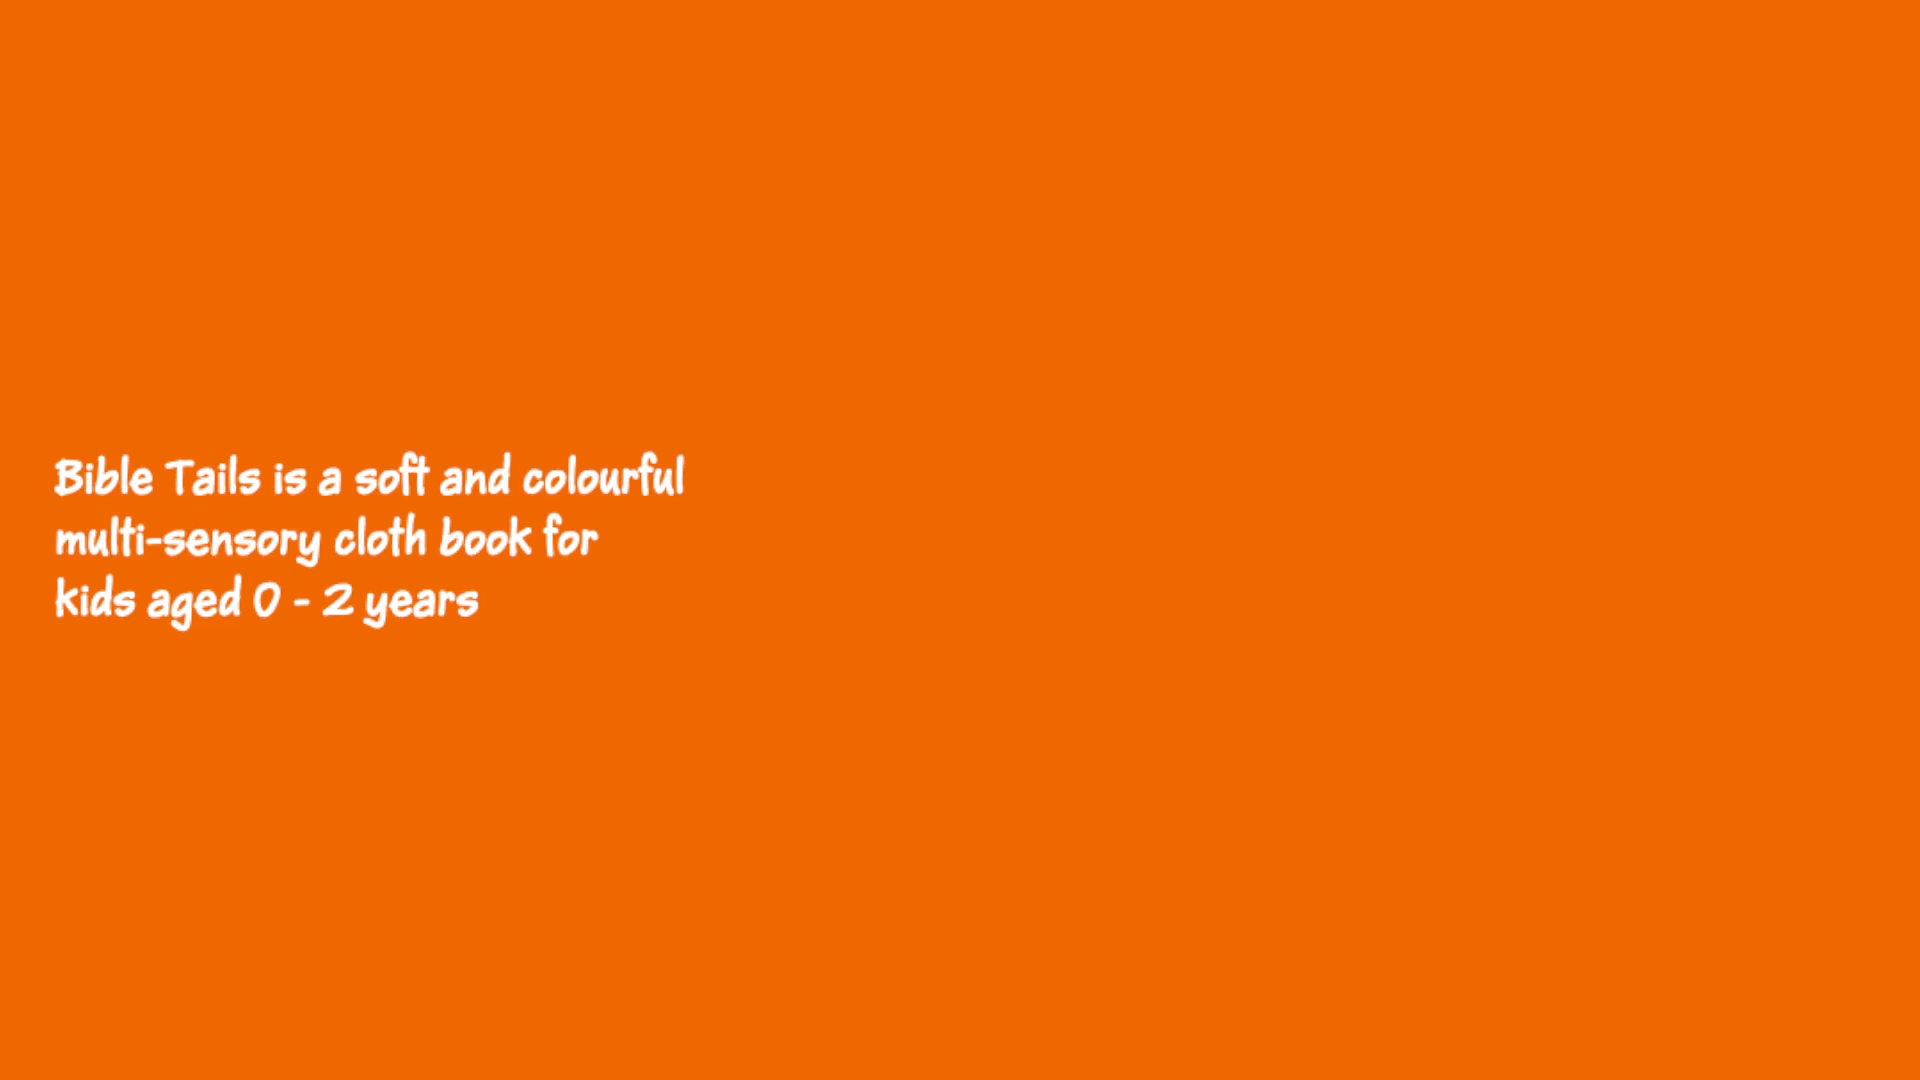 Bible Tails is a soft and colourful
multi-sensory cloth book for
kids aged 0 - 2 years